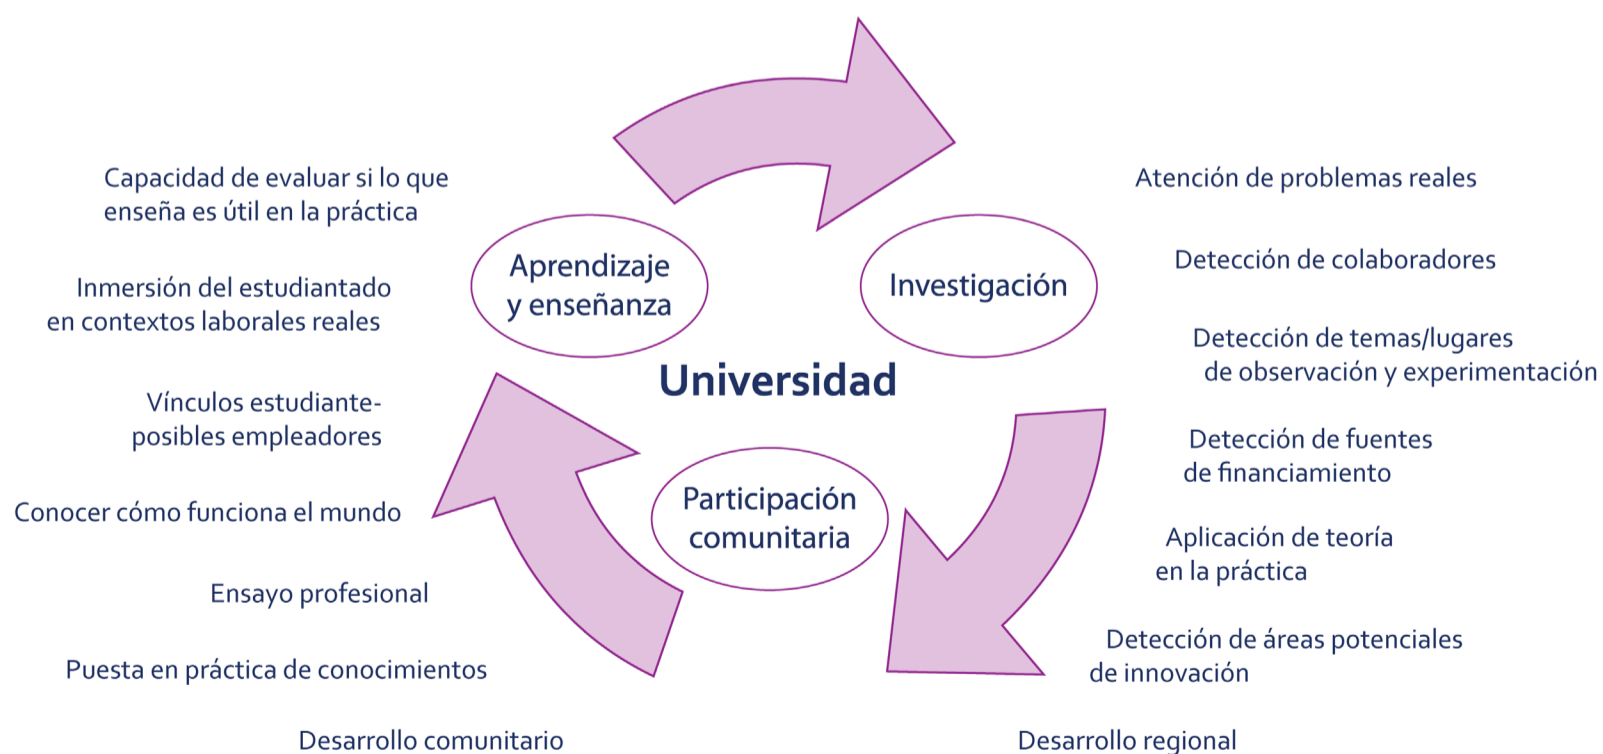 Capacidad de evaluar si lo que
enseña es útil en la práctica
Inmersión del estudiantado
en contextos laborales reales
Vínculos estudiante-
posibles empleadores
Conocer cómo funciona el mundo
Ensayo profesional
Puesta en práctica de conocimientos
Desarrollo comunitario
Aprendizaje
y enseñanza
Investigación
Universidad
Participación
comunitaria
Atención de problemas reales
Detección de colaboradores
Detección de temas/lugares
de observación y experimentación
Detección de fuentes
de financiamiento
Aplicación de teoría
en la práctica
Detección de áreas potenciales
de innovación
Desarrollo regional